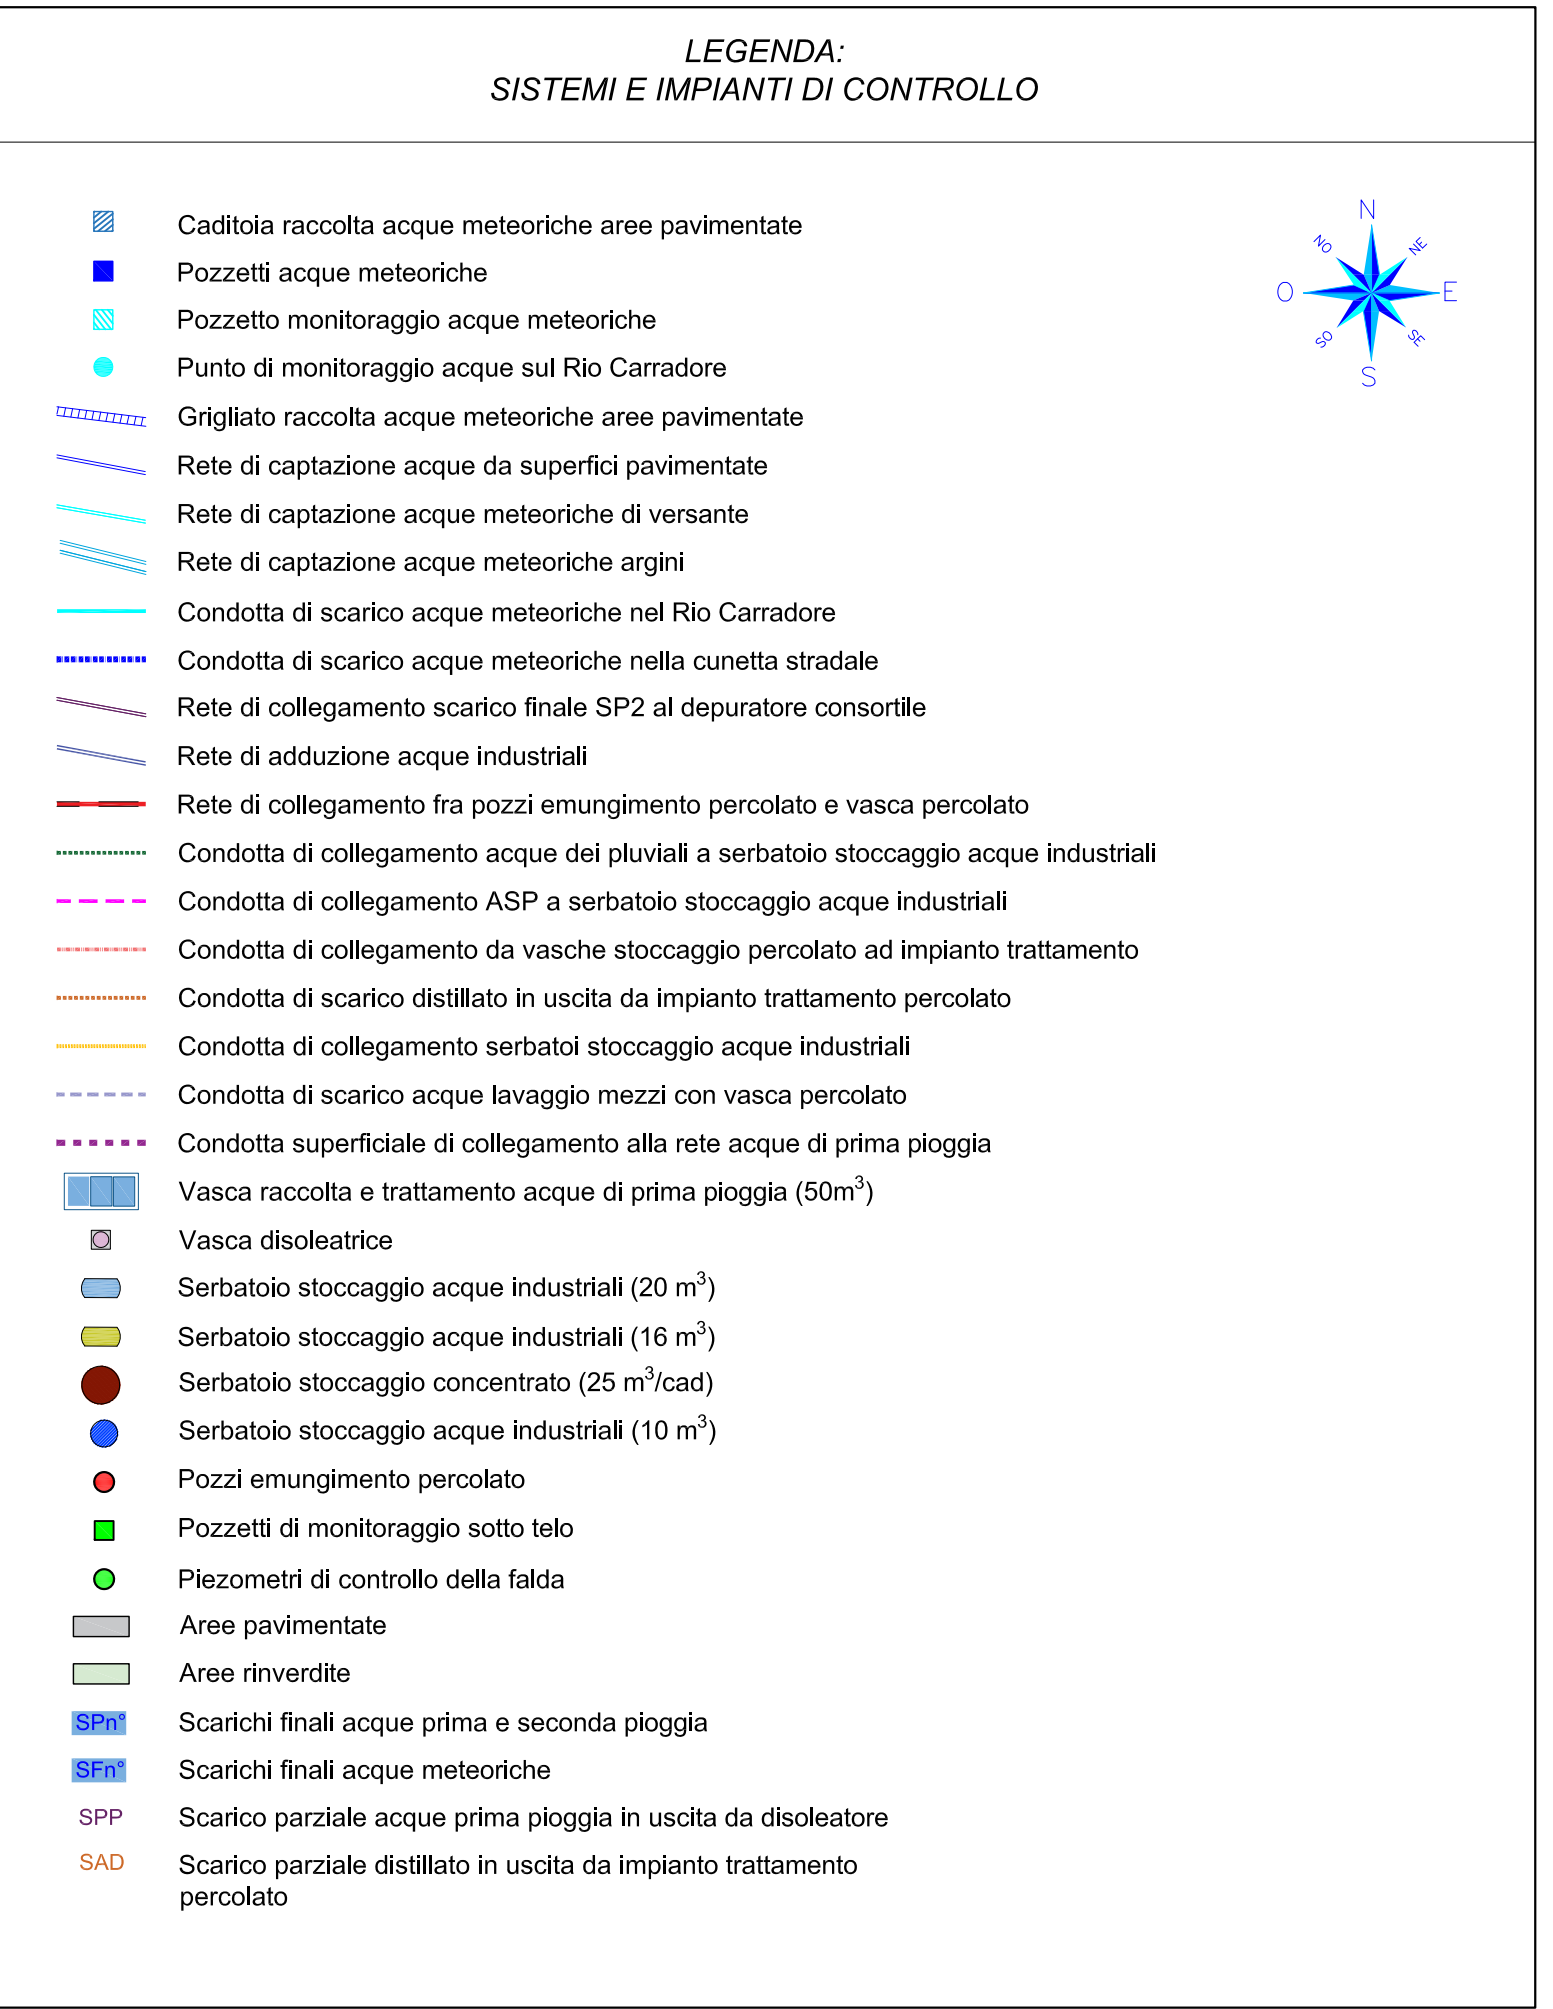 LEGENDA:
SISTEMI E IMPIANTI DI CONTROLLO
N
NO
NE
O
E
SO
SE
S
Caditoia raccolta acque meteoriche aree pavimentate
Pozzetti acque meteoriche
Pozzetto monitoraggio acque meteoriche
Punto di monitoraggio acque sul Rio Carradore
Grigliato raccolta acque meteoriche aree pavimentate
Rete di captazione acque da superfici pavimentate
Rete di captazione acque meteoriche di versante
Rete di captazione acque meteoriche argini
Condotta di scarico acque meteoriche nel Rio Carradore
Condotta di scarico acque meteoriche nella cunetta stradale
Rete di collegamento scarico finale SP2 al depuratore consortile
Rete di adduzione acque industriali
Rete di collegamento fra pozzi emungimento percolato e vasca percolato
Condotta di collegamento acque dei pluviali a serbatoio stoccaggio acque industriali
Condotta di collegamento ASP a serbatoio stoccaggio acque industriali
Condotta di collegamento da vasche stoccaggio percolato ad impianto trattamento
Condotta di scarico distillato in uscita da impianto trattamento percolato
Condotta di collegamento serbatoi stoccaggio acque industriali
Condotta di scarico acque lavaggio mezzi con vasca percolato
Condotta superficiale di collegamento alla rete acque di prima pioggia
Vasca raccolta e trattamento acque di prima pioggia (50m³)
Vasca disoleatrice
Serbatoio stoccaggio acque industriali (20 m³)
Serbatoio stoccaggio acque industriali (16 m³)
Serbatoio stoccaggio concentrato (25 m³/cad)
Serbatoio stoccaggio acque industriali (10 m³)
Pozzi emungimento percolato
Pozzetti di monitoraggio sotto telo
Piezometri di controllo della falda
Aree pavimentate
Aree rinverdite
SPn° Scarichi finali acque prima e seconda pioggia
SFn° Scarichi finali acque meteoriche
SPP Scarico parziale acque prima pioggia in uscita da disoleatore
SAD Scarico parziale distillato in uscita da impianto trattamento
percolato